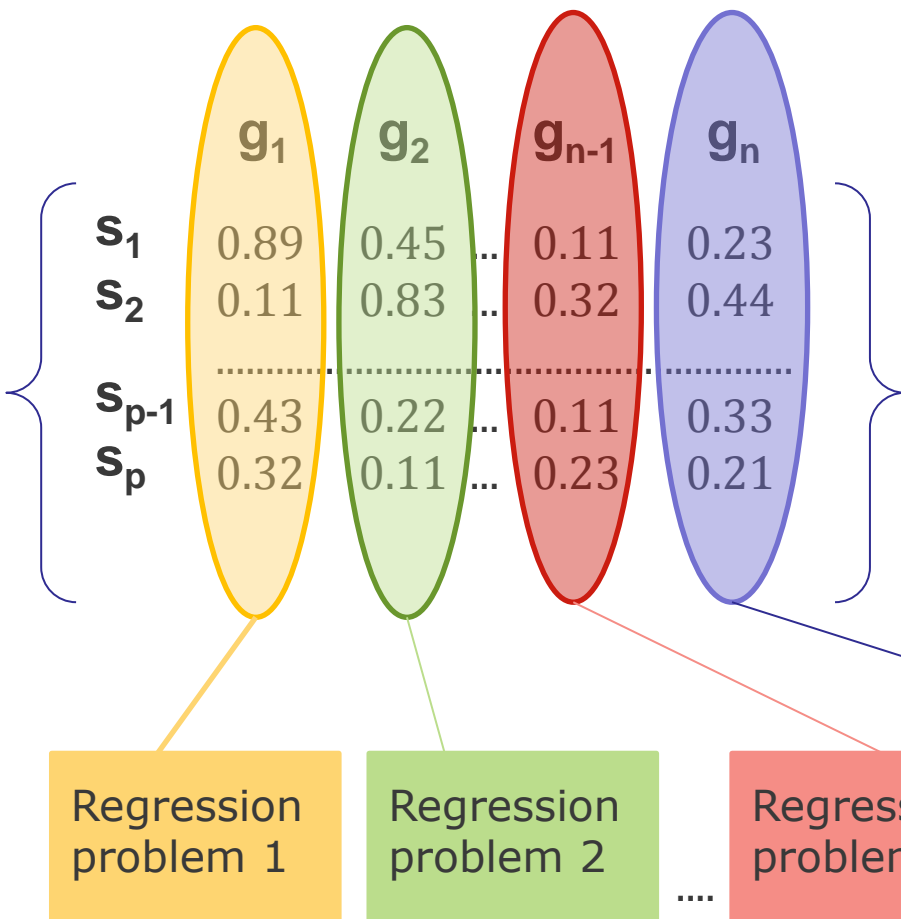 g₁ g₂ gₙ₋₁ gₙ
s₁ 0.89 0.45 ... 0.11 0.23
s₂ 0.11 0.83 ... 0.32 0.44
................................................................
sₚ₋₁ 0.43 0.22 ... 0.11 0.33
sₚ 0.32 0.11 ... 0.23 0.21
Regression Regression
problem 1 problem 2 ....